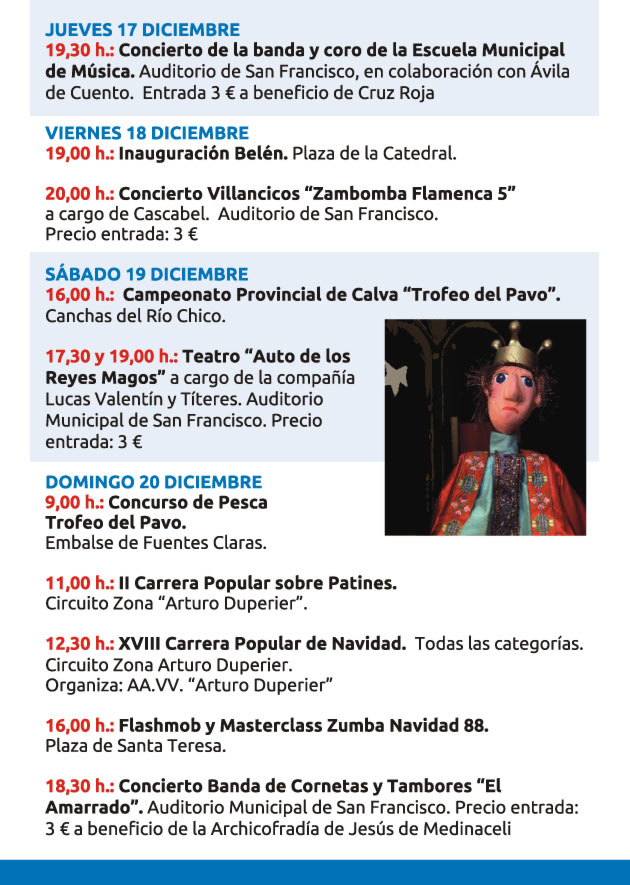 JUEVES 17 DICIEMBRE
19,30 h.: Concierto de la banda y coro de la Escuela Municipal
de Música. Auditorio de San Francisco, en colaboración con Ávila
de Cuento. Entrada 3 € a beneficio de Cruz Roja
VIERNES 18 DICIEMBRE
19,00 h.: Inauguración Belén. Plaza de la Catedral.
20,00 h.: Concierto Villancicos “Zambomba Flamenca 5”
a cargo de Cascabel. Auditorio de San Francisco.
Precio entrada: 3 €
SÁBADO 19 DICIEMBRE
16,00 h.: Campeonato Provincial de Calva “Trofeo del Pavo”.
Canchas del Río Chico.
17,30 y 19,00 h.: Teatro “Auto de los
Reyes Magos” a cargo de la compañía
Lucas Valentín y Títeres. Auditorio
Municipal de San Francisco. Precio
entrada: 3 €
DOMINGO 20 DICIEMBRE
9,00 h.: Concurso de Pesca
Trofeo del Pavo.
Embalse de Fuentes Claras.
11,00 h.: II Carrera Popular sobre Patines.
Circuito Zona “Arturo Duperier”.
12,30 h.: XVIII Carrera Popular de Navidad. Todas las categorías.
Circuito Zona Arturo Duperier.
Organiza: AA.VV. “Arturo Duperier”
16,00 h.: Flashmob y Masterclass Zumba Navidad 88.
Plaza de Santa Teresa.
18,30 h.: Concierto Banda de Cornetas y Tambores “El
Amarrado”. Auditorio Municipal de San Francisco. Precio entrada:
3 € a beneficio de la Archicofradía de Jesús de Medinaceli